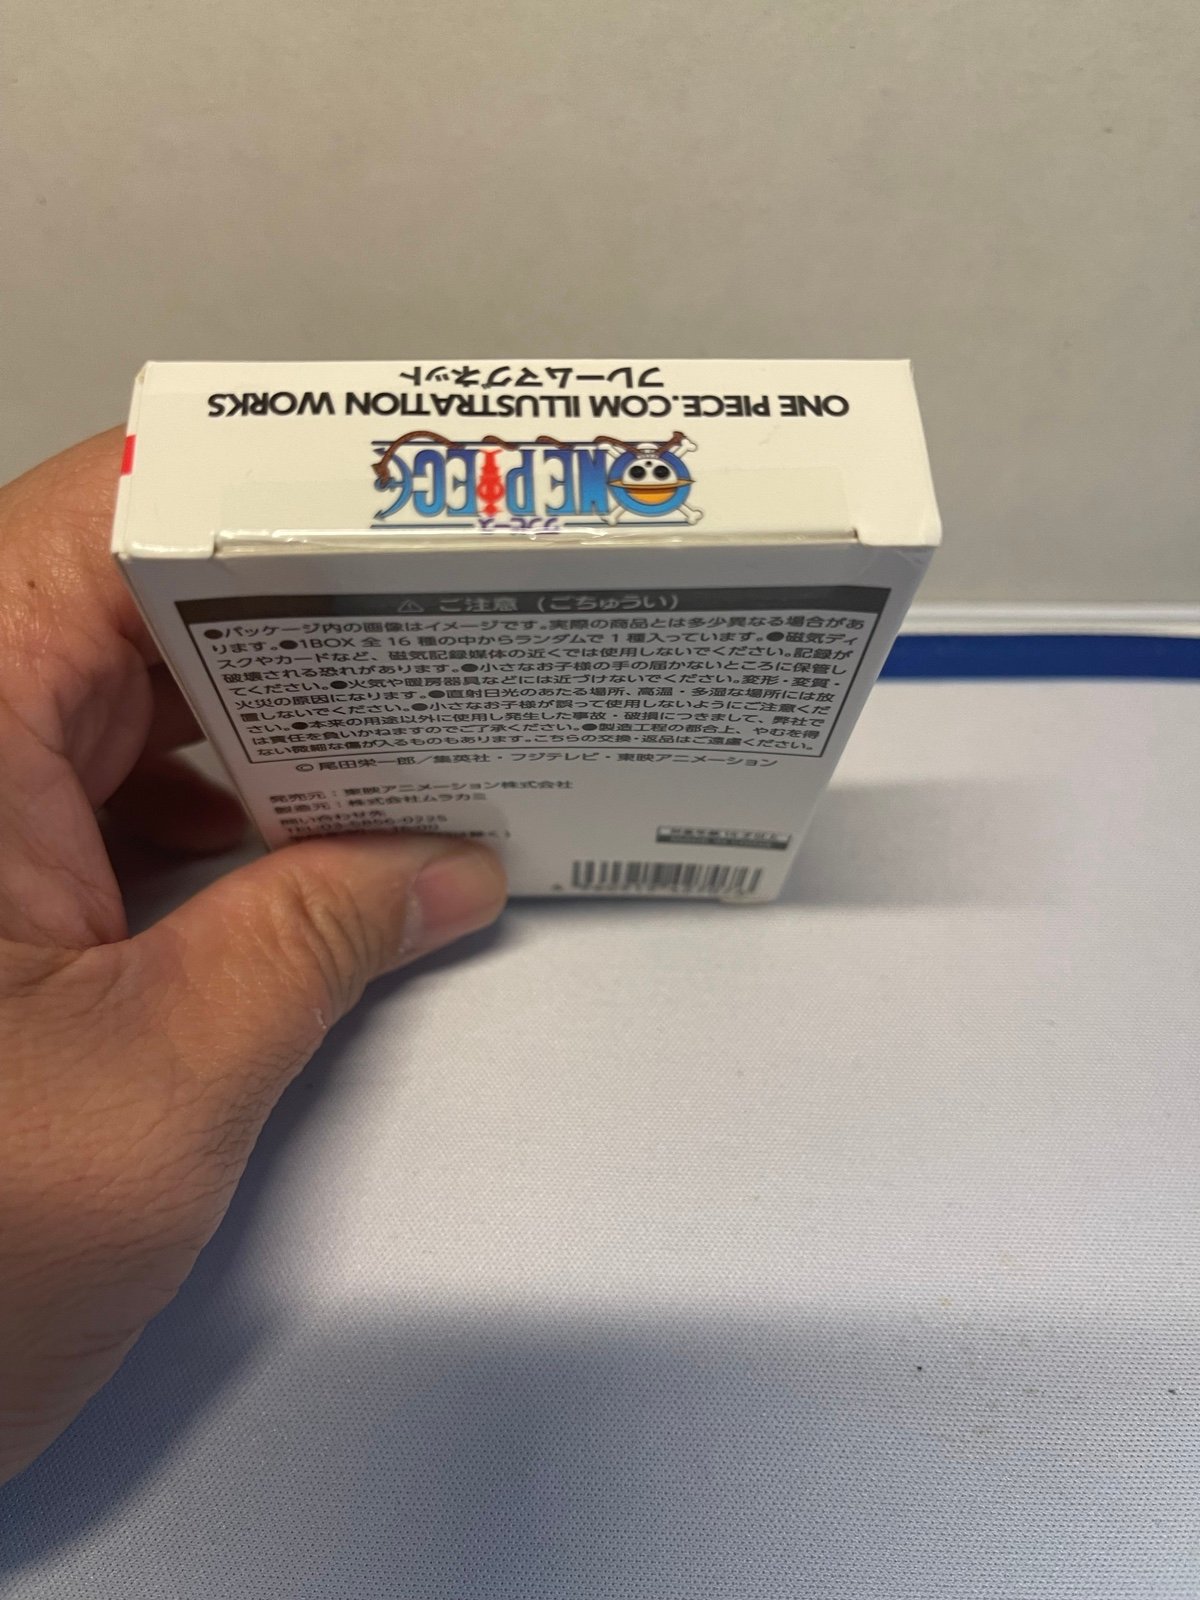 フレームマグネット
ONE PIECE.COM ILLUSTRATION WORKS
ONE PIECE
ワンピース
⚠ ご注意（ごちゅうい）
●パッケージ内の画像はイメージです。実際の商品とは多少異なる場合があ
ります。●1BOX 全 16 種の中からランダムで 1 種入っています。●磁気ディ
スクやカードなど、磁気記録媒体の近くでは使用しないでください。記録が
破壊される恐れがあります。●小さなお子様の手の届かないところに保管し
てください。●火気や暖房器具などには近づけないでください。変形・変質・
火災の原因になります。●直射日光のあたる場所、高温・多湿な場所には放
置しないでください。●小さなお子様が誤って使用しないようにご注意くだ
さい。●本来の用途以外に使用し発生した事故・破損につきまして、弊社で
は責任を負いかねますのでご了承ください。●製造工程の都合上、やむを得
ない微細な傷が入るものもあります。こちらの交換・返品はご遠慮ください。
© 尾田栄一郎／集英社・フジテレビ・東映アニメーション
発売元：東映アニメーション株式会社
製造元：株式会社ムラカミ
問い合わせ先
TEL:03-5856-0225